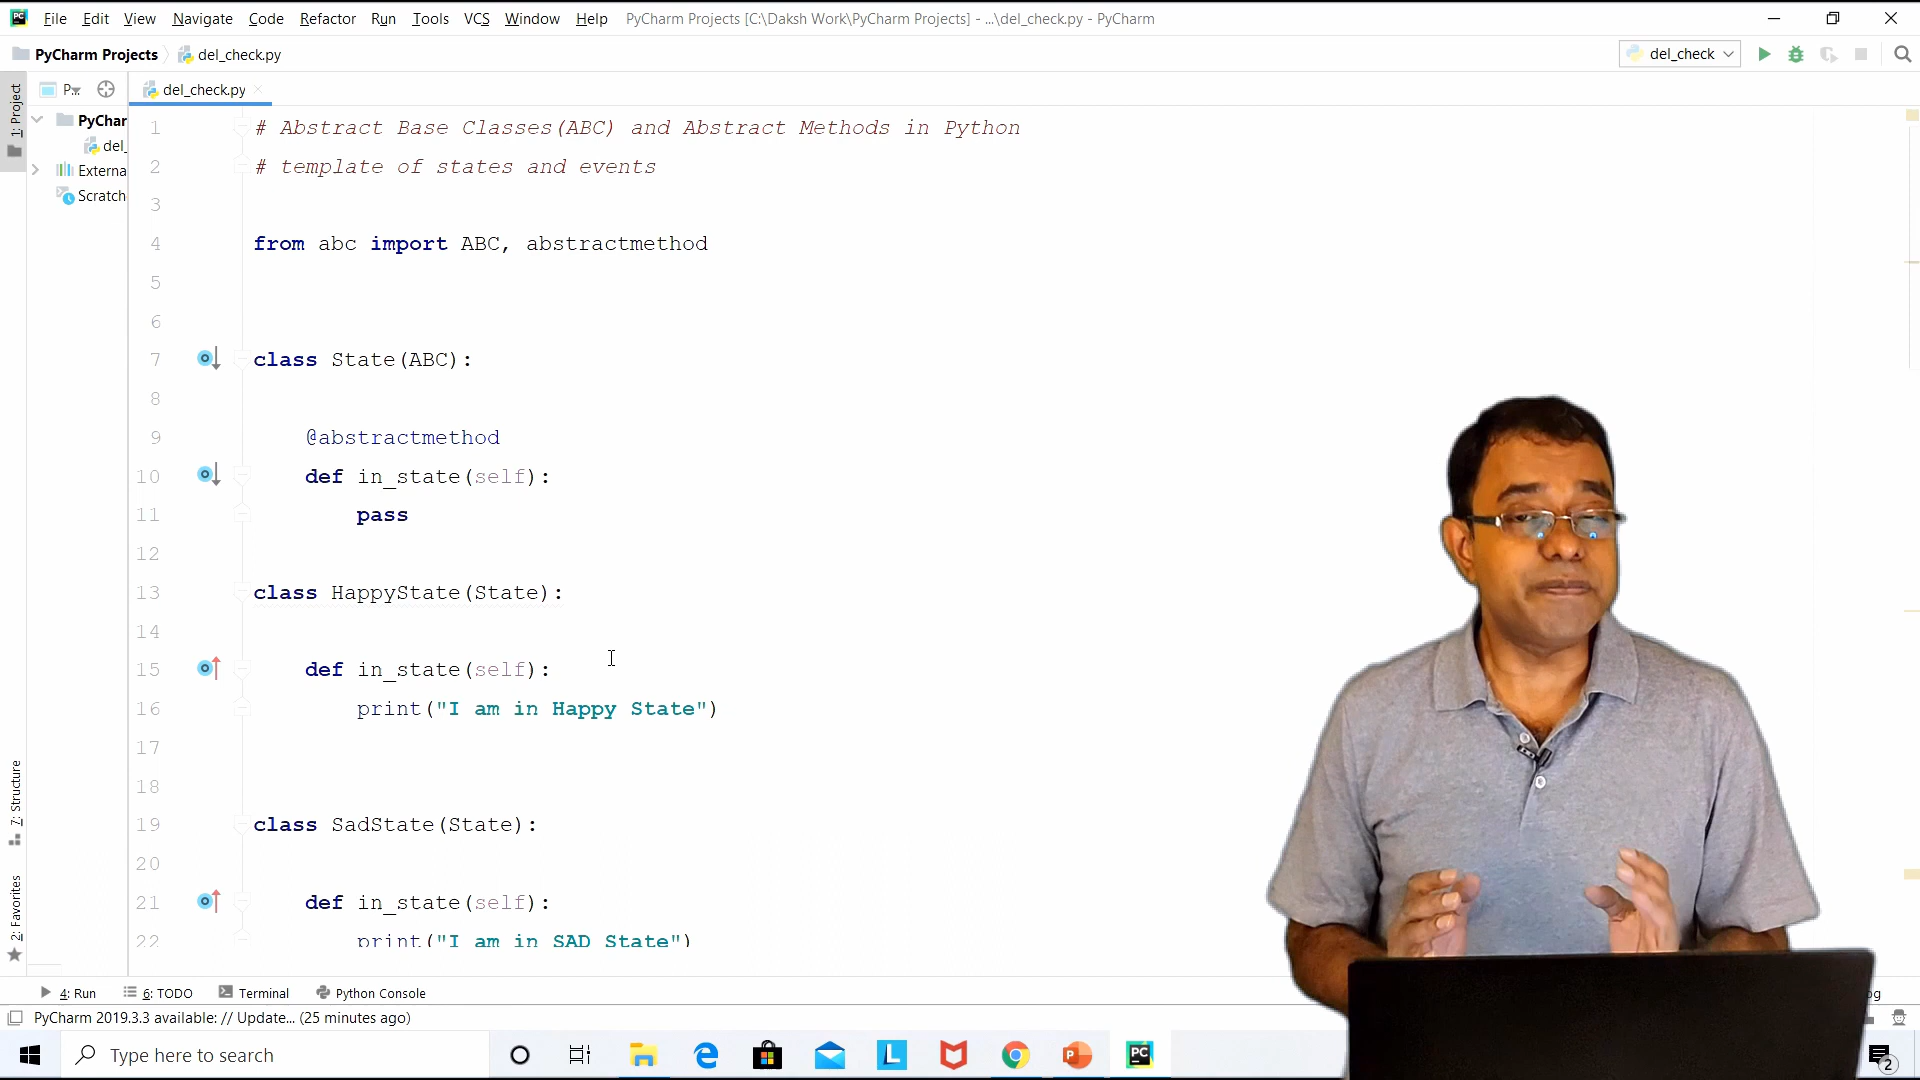 File Edit View Navigate Code Refactor Run Tools VCS Window Help PyCharm Projects [C:\Daksh Work\PyCharm Projects] - ...\del_check.py - PyCharm
PyCharm Projects del_check.py del_check
1: Project
P... del_check.py
PyChar
del_
Externa
Scratch
1 # Abstract Base Classes(ABC) and Abstract Methods in Python
2 # template of states and events
3
4 from abc import ABC, abstractmethod
5
6
7 class State(ABC):
8
9 @abstractmethod
10 def in_state(self):
11 pass
12
13 class HappyState(State):
14
15 def in_state(self):
16 print("I am in Happy State")
17
18
19 class SadState(State):
20
21 def in_state(self):
22 print("I am in SAD State")
7: Structure
2: Favorites
4: Run 6: TODO Terminal Python Console
PyCharm 2019.3.3 available: // Update... (25 minutes ago)
Type here to search
L
P
PC
2